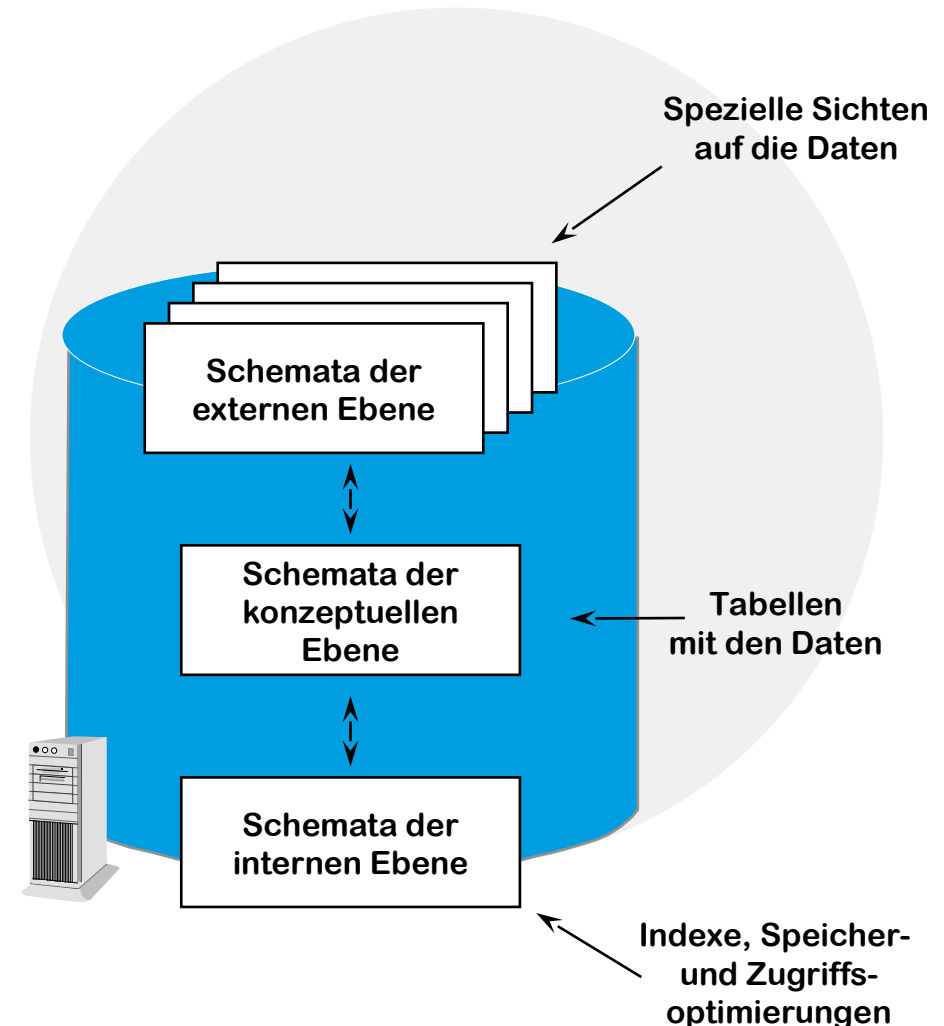 Spezielle Sichten
auf die Daten
Schemata der
externen Ebene
Schemata der
konzeptuellen
Ebene
Tabellen
mit den Daten
Schemata der
internen Ebene
Indexe, Speicher-
und Zugriffs-
optimierungen